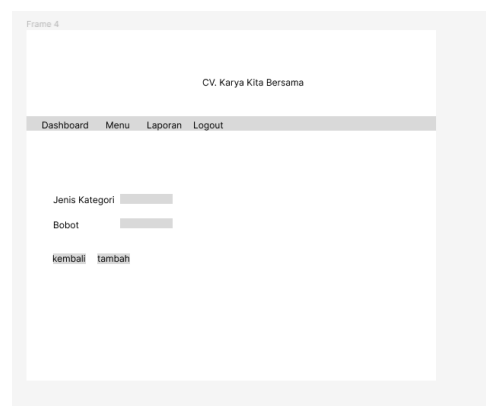 Frame 4
CV. Karya Kita Bersama
Dashboard Menu Laporan Logout
Jenis Kategori
Bobot
kembali tambah